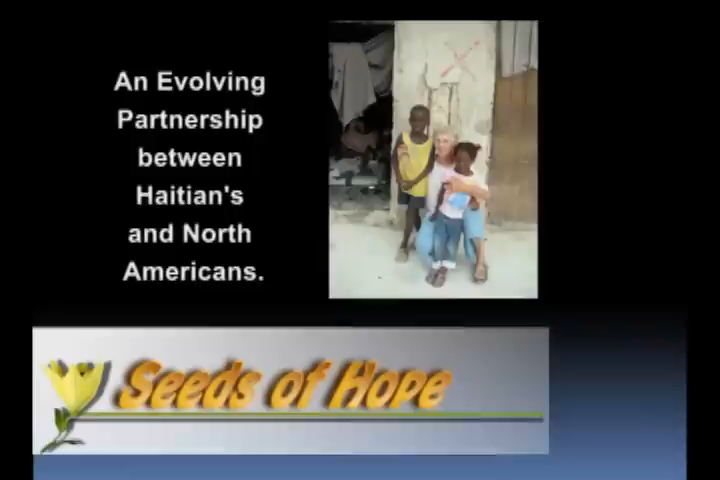 An Evolving
Partnership
between
Haitian's
and North
Americans.
Seeds of Hope